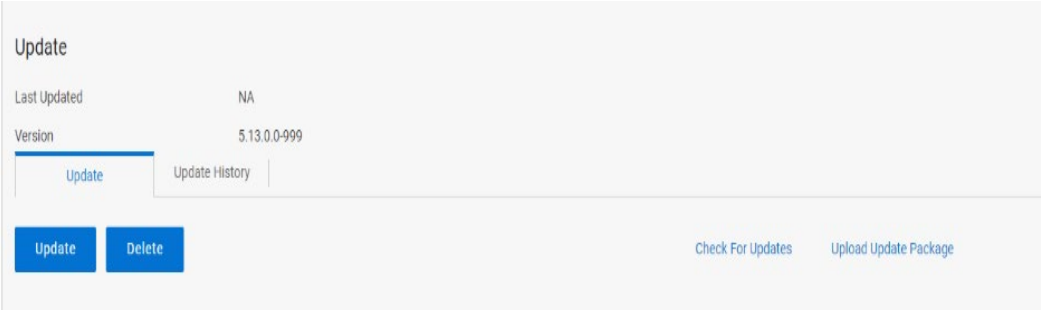 Update
Last Updated NA
Version 5.13.0.0-999
Update Update History
Update Delete Check For Updates Upload Update Package